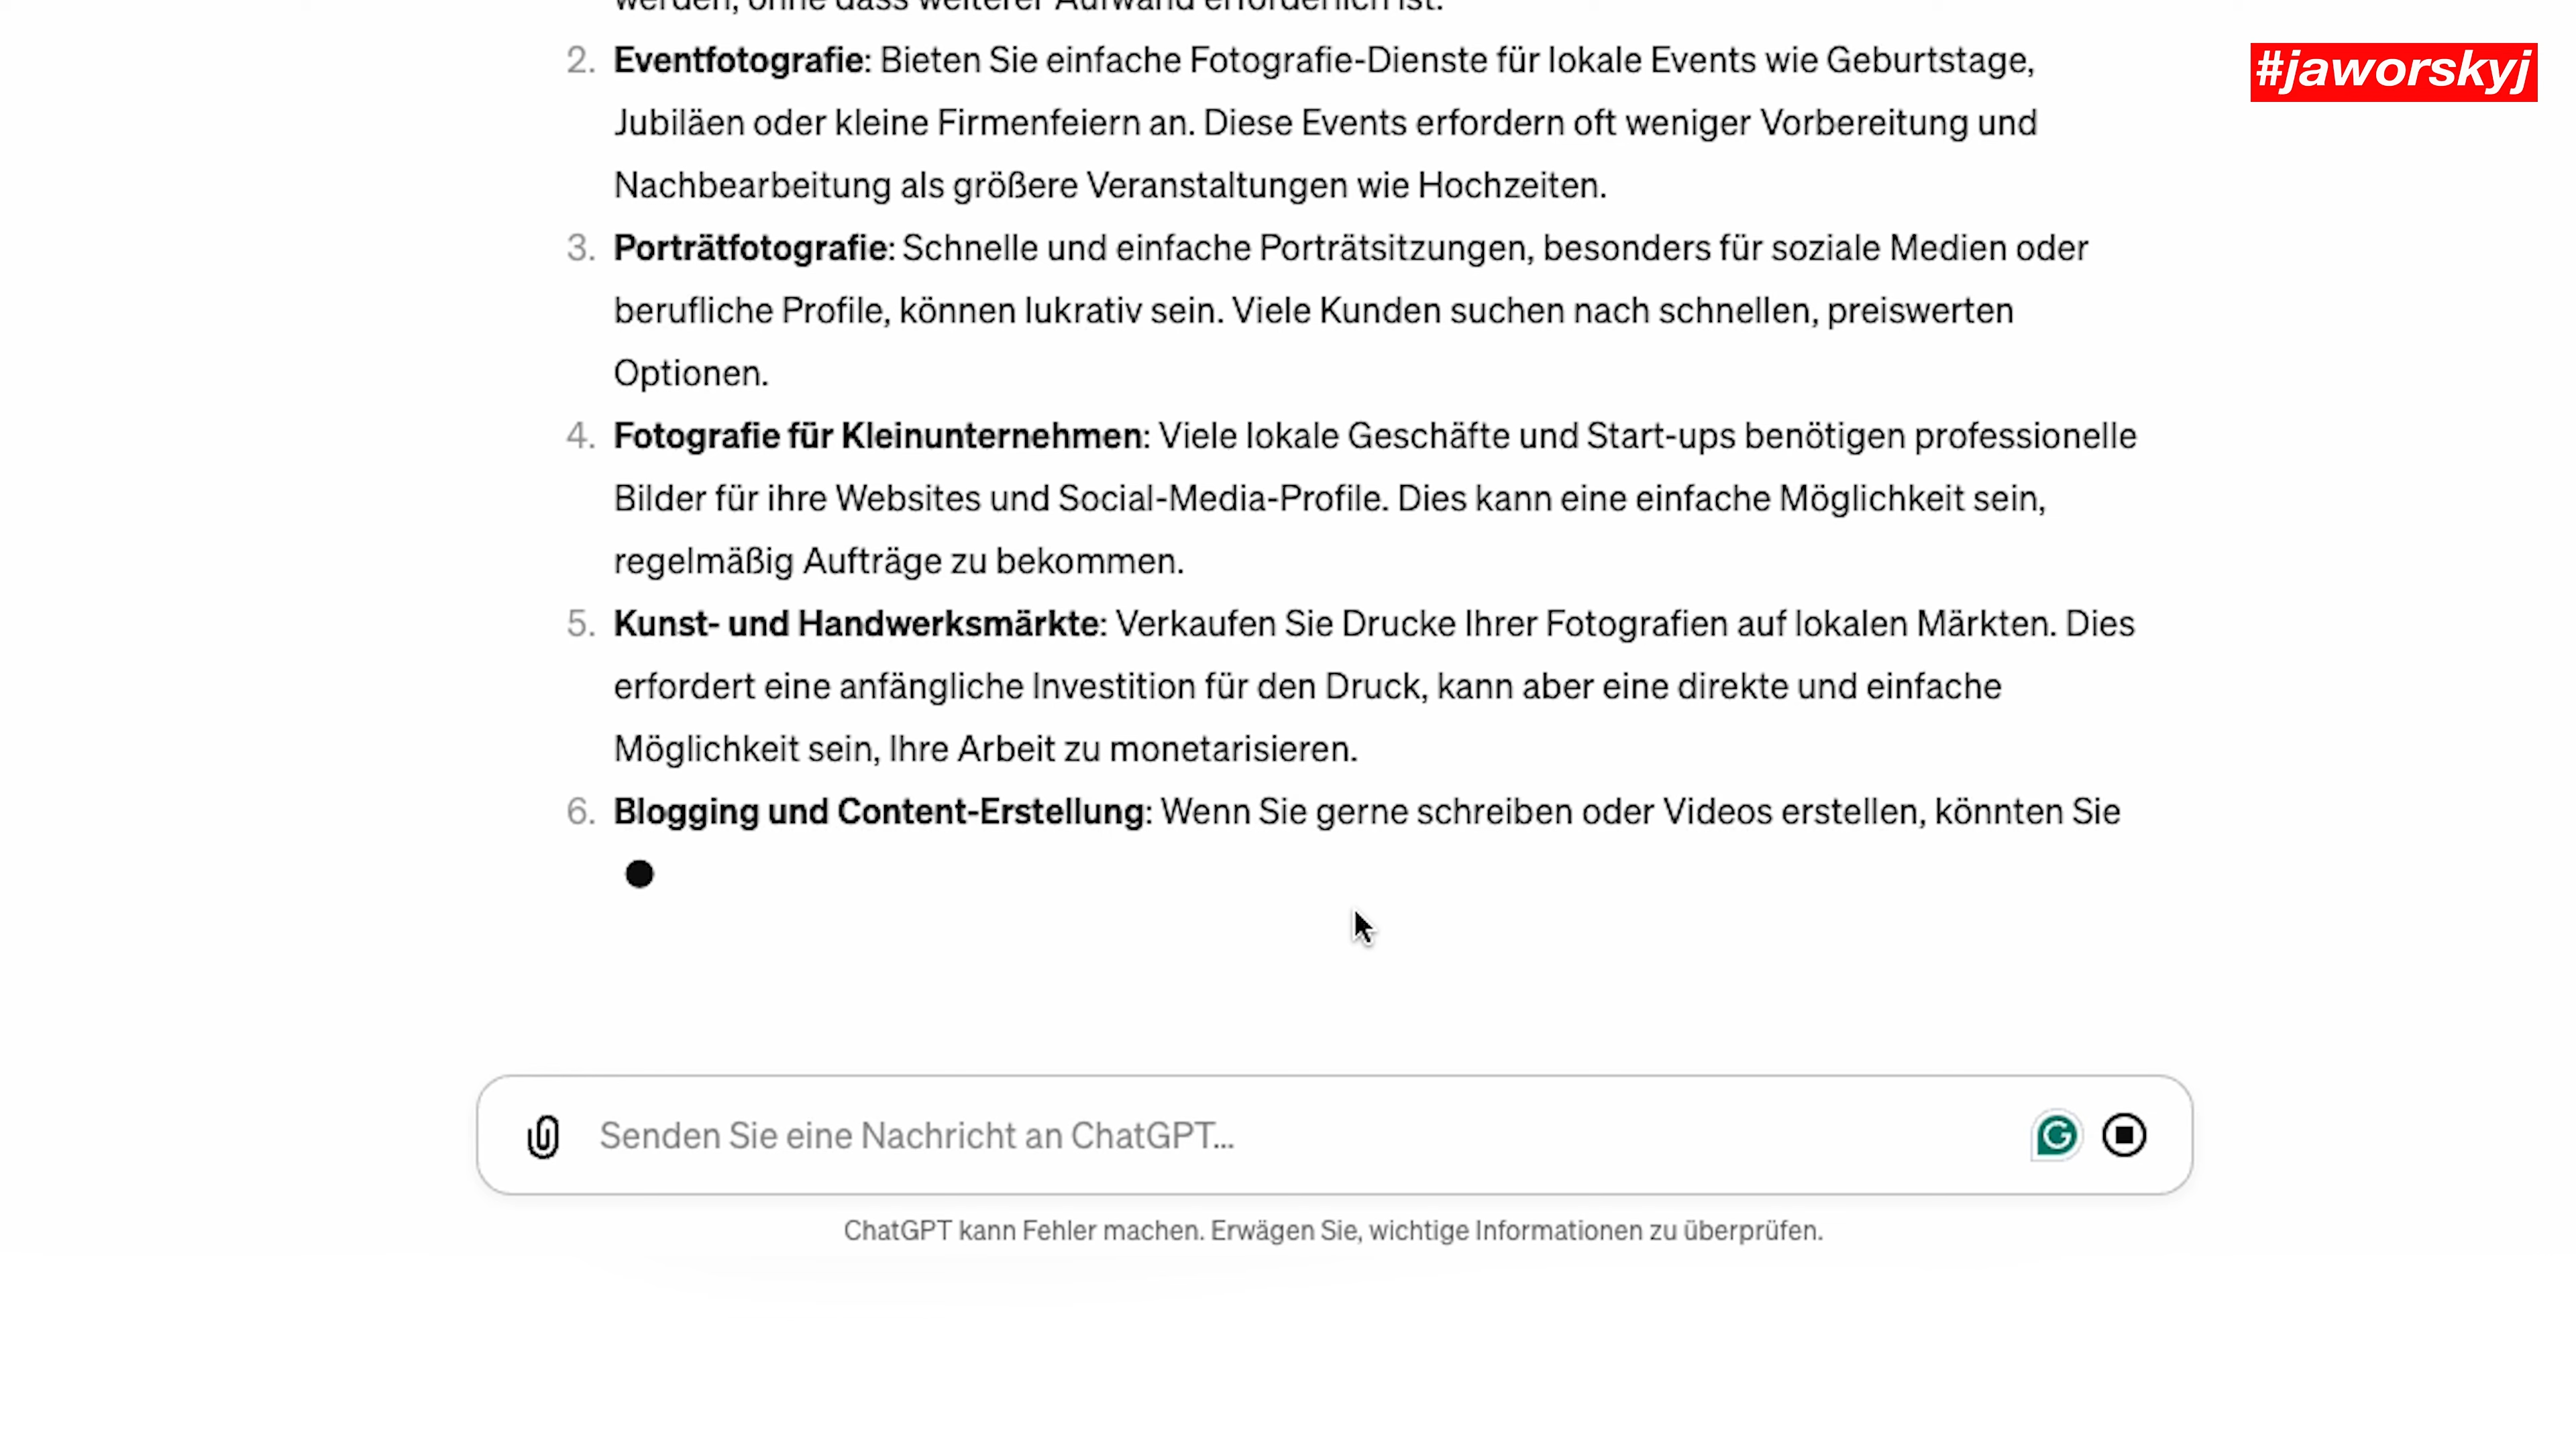 werden, ohne dass weiterer Aufwand erforderlich ist.
#jaworskyj
2. Eventfotografie: Bieten Sie einfache Fotografie-Dienste für lokale Events wie Geburtstage,
Jubiläen oder kleine Firmenfeiern an. Diese Events erfordern oft weniger Vorbereitung und
Nachbearbeitung als größere Veranstaltungen wie Hochzeiten.
3. Porträtfotografie: Schnelle und einfache Porträtsitzungen, besonders für soziale Medien oder
berufliche Profile, können lukrativ sein. Viele Kunden suchen nach schnellen, preiswerten
Optionen.
4. Fotografie für Kleinunternehmen: Viele lokale Geschäfte und Start-ups benötigen professionelle
Bilder für ihre Websites und Social-Media-Profile. Dies kann eine einfache Möglichkeit sein,
regelmäßig Aufträge zu bekommen.
5. Kunst- und Handwerksmärkte: Verkaufen Sie Drucke Ihrer Fotografien auf lokalen Märkten. Dies
erfordert eine anfängliche Investition für den Druck, kann aber eine direkte und einfache
Möglichkeit sein, Ihre Arbeit zu monetarisieren.
6. Blogging und Content-Erstellung: Wenn Sie gerne schreiben oder Videos erstellen, könnten Sie
Senden Sie eine Nachricht an ChatGPT...
ChatGPT kann Fehler machen. Erwägen Sie, wichtige Informationen zu überprüfen.